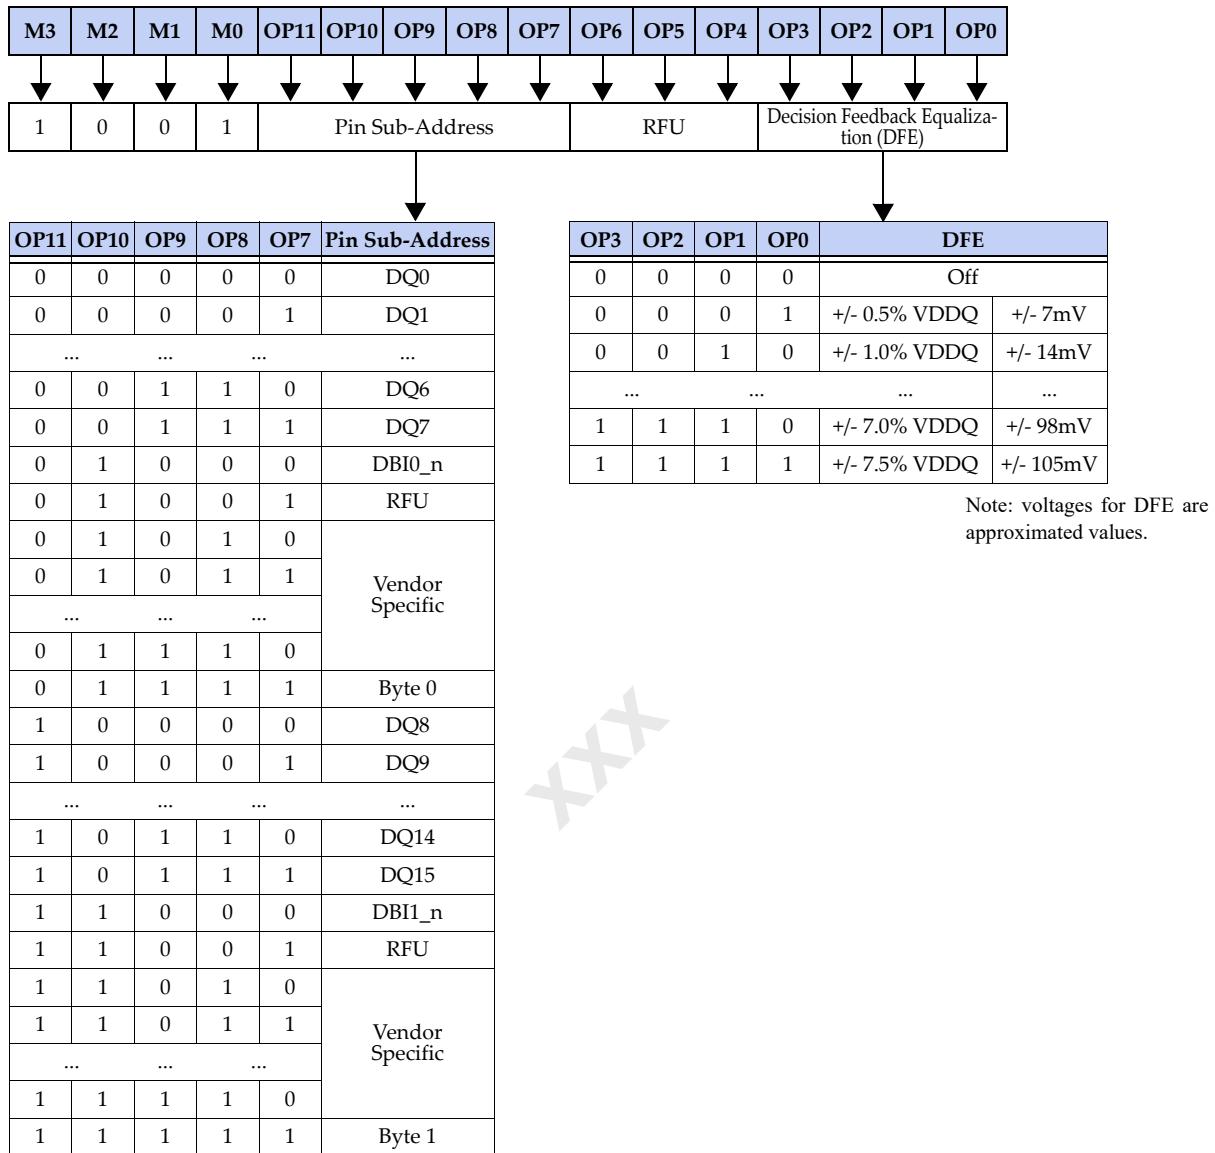 M3 M2 M1 M0 OP11 OP10 OP9 OP8 OP7 OP6 OP5 OP4 OP3 OP2 OP1 OP0
1 0 0 1 Pin Sub-Address RFU Decision Feedback Equaliza-
tion (DFE)
OP11 OP10 OP9 OP8 OP7 Pin Sub-Address
0 0 0 0 0 DQ0
0 0 0 0 1 DQ1
... ... ... ...
0 0 1 1 0 DQ6
0 0 1 1 1 DQ7
0 1 0 0 0 DBI0_n
0 1 0 0 1 RFU
0 1 0 1 0
0 1 0 1 1
Vendor
Specific
... ... ...
0 1 1 1 0
0 1 1 1 1 Byte 0
1 0 0 0 0 DQ8
1 0 0 0 1 DQ9
... ... ... ...
1 0 1 1 0 DQ14
1 0 1 1 1 DQ15
1 1 0 0 0 DBI1_n
1 1 0 0 1 RFU
1 1 0 1 0
1 1 0 1 1
Vendor
Specific
... ... ...
1 1 1 1 0
1 1 1 1 1 Byte 1
OP3 OP2 OP1 OP0 DFE
0 0 0 0 Off
0 0 0 1 +/- 0.5% VDDQ +/- 7mV
0 0 1 0 +/- 1.0% VDDQ +/- 14mV
... ... ... ...
1 1 1 0 +/- 7.0% VDDQ +/- 98mV
1 1 1 1 +/- 7.5% VDDQ +/- 105mV
Note: voltages for DFE are
approximated values.
XXX